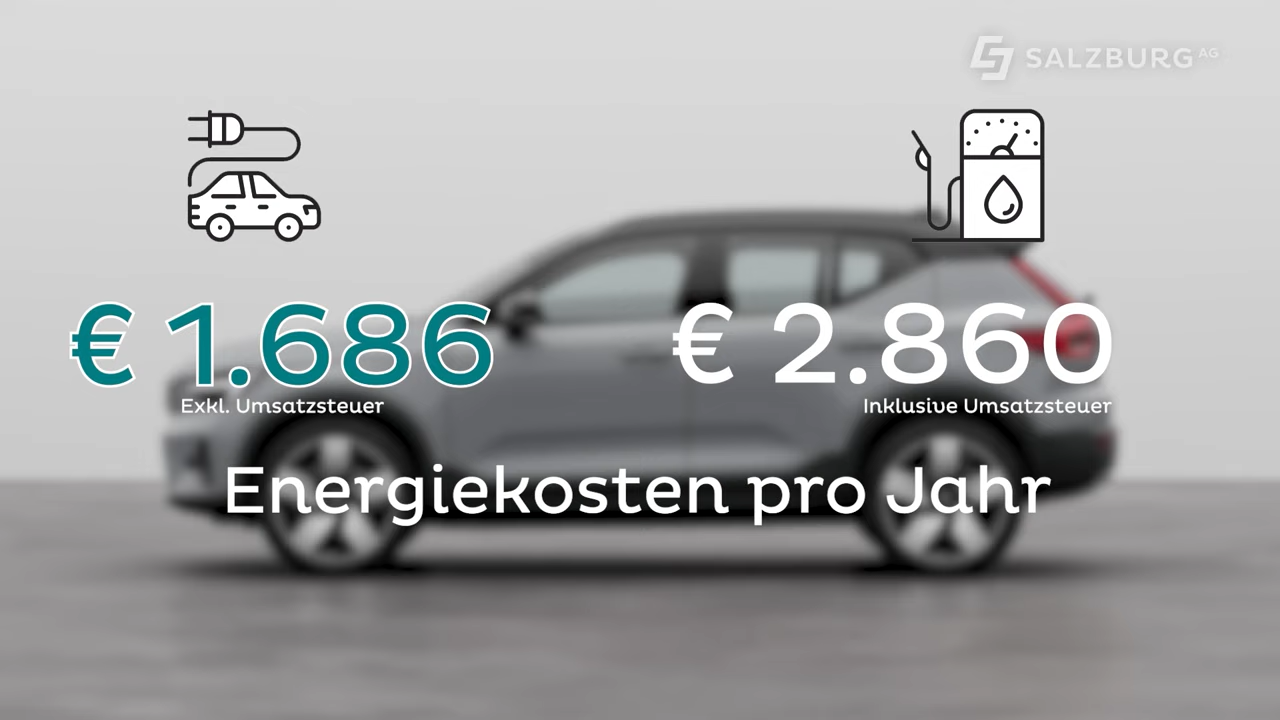 SALZBURG AG
€ 1.686
Exkl. Umsatzsteuer
€ 2.860
Inklusive Umsatzsteuer
Energiekosten pro Jahr